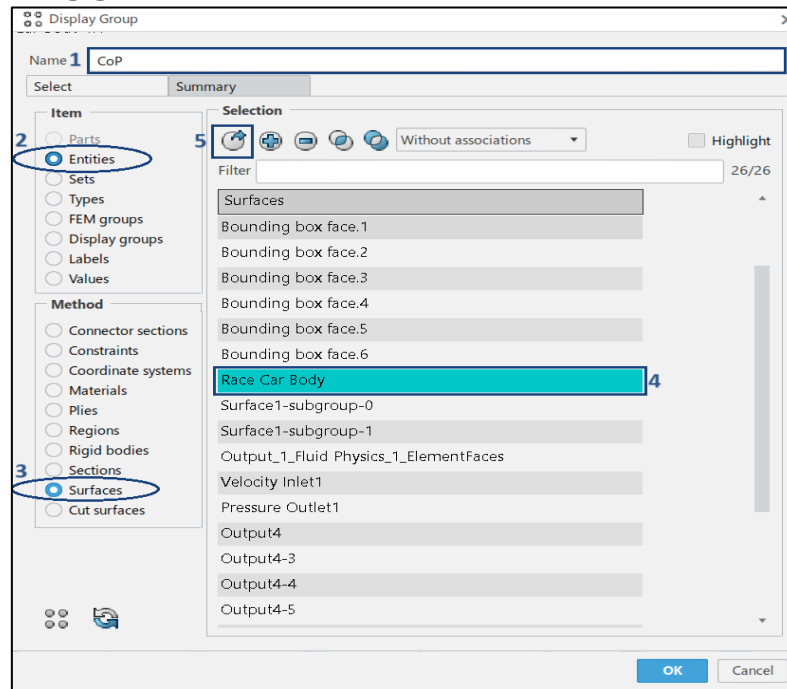 Display Group
Name 1 CoP
Select Summary
Item
2 Parts
Entities
Sets
Types
FEM groups
Display groups
Labels
Values
Method
Connector sections
Constraints
Coordinate systems
Materials
Plies
Regions
Rigid bodies
3 Sections
Surfaces
Cut surfaces
Selection
5 Without associations Highlight
Filter 26/26
Surfaces
Bounding box face.1
Bounding box face.2
Bounding box face.3
Bounding box face.4
Bounding box face.5
Bounding box face.6
Race Car Body 4
Surface1-subgroup-0
Surface1-subgroup-1
Output_1_Fluid Physics_1_ElementFaces
Velocity Inlet1
Pressure Outlet1
Output4
Output4-3
Output4-4
Output4-5
OK Cancel